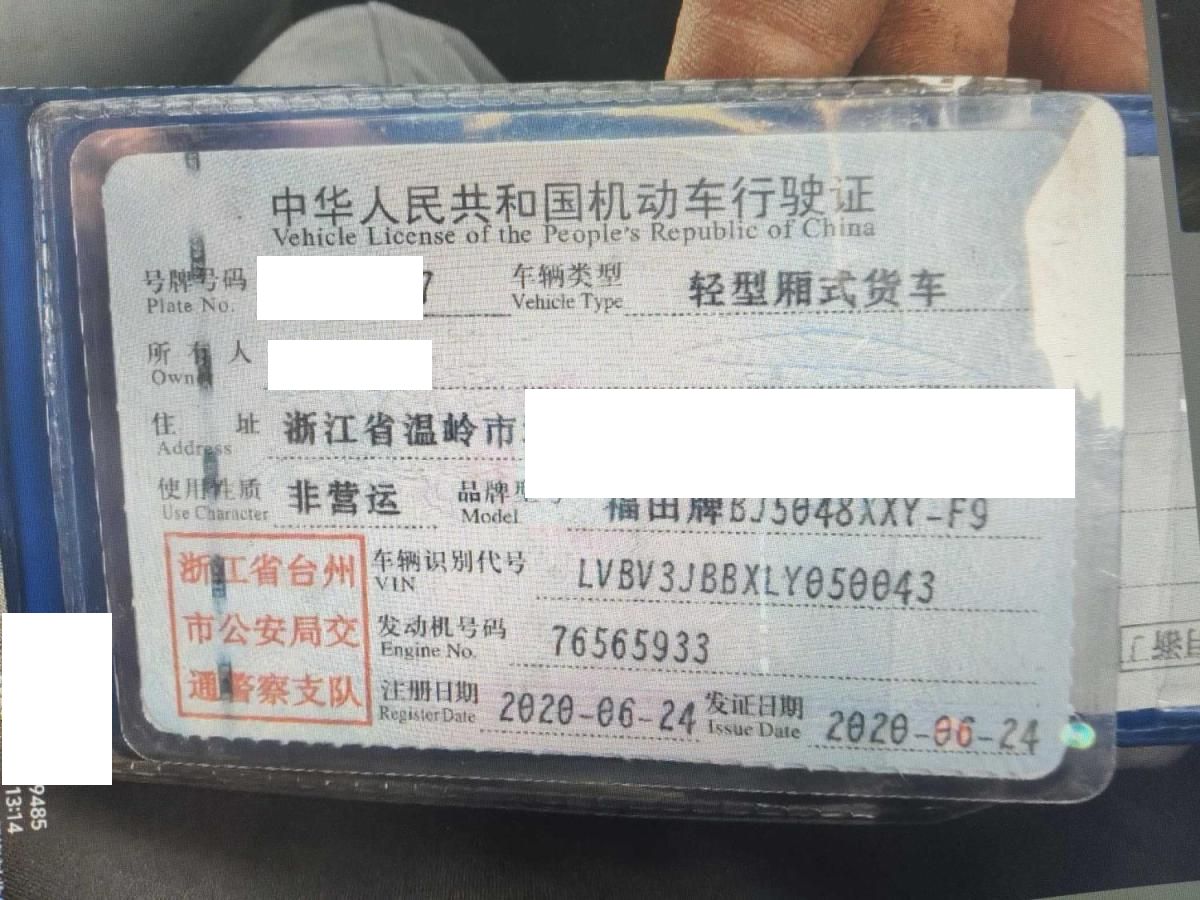 中华人民共和国机动车行驶证
Vehicle License of the People's Republic of China
号牌号码 7 车辆类型 轻型厢式货车
Plate No. Vehicle Type
所有人
Own
住址 浙江省温岭市
Address
使用性质 非营运 品牌 福田牌BJ5048XXY-F9
Use Character Model
浙江省台州
市公安局交
通警察支队
车辆识别代号 LVBV3JBBXLY050043
VIN
发动机号码 76565933
Engine No.
注册日期 2020-06-24 发证日期 2020-06-24
Register Date Issue Date
9485
13:14